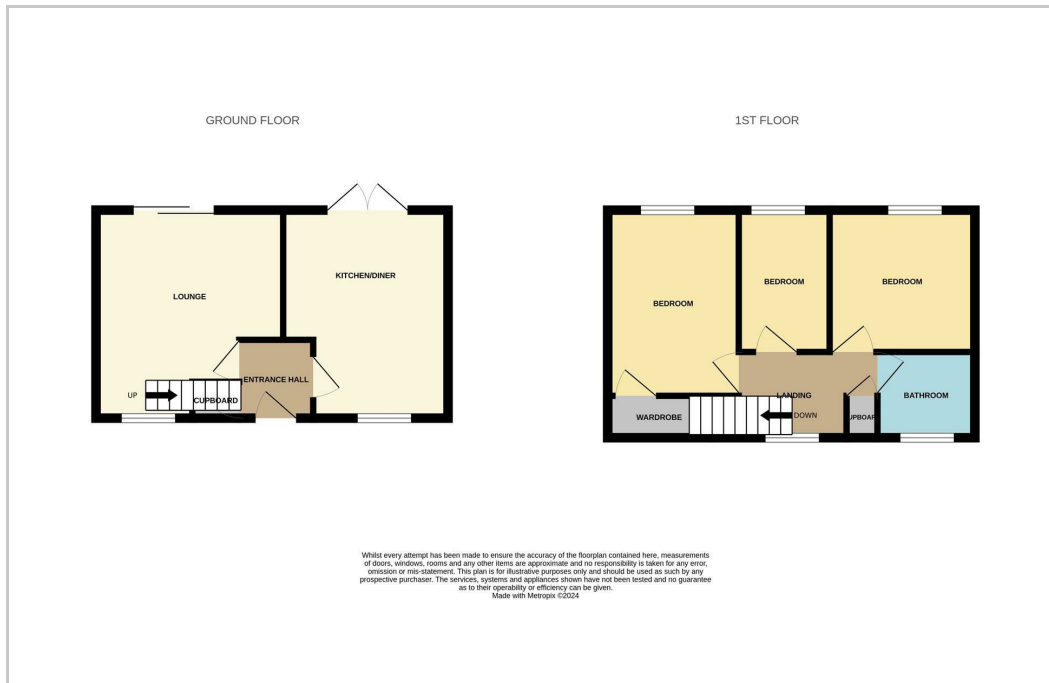 GROUND FLOOR
1ST FLOOR
LOUNGE
KITCHEN/DINER
ENTRANCE HALL
UP
CUPBOARD
BEDROOM
BEDROOM
BEDROOM
WARDROBE
LANDING
DOWN
UPBOAR
BATHROOM
Whilst every attempt has been made to ensure the accuracy of the floorplan contained here, measurements
of doors, windows, rooms and any other items are approximate and no responsibility is taken for any error,
omission or mis-statement. This plan is for illustrative purposes only and should be used as such by any
prospective purchaser. The services, systems and appliances shown have not been tested and no guarantee
as to their operability or efficiency can be given.
Made with Metropix ©2024